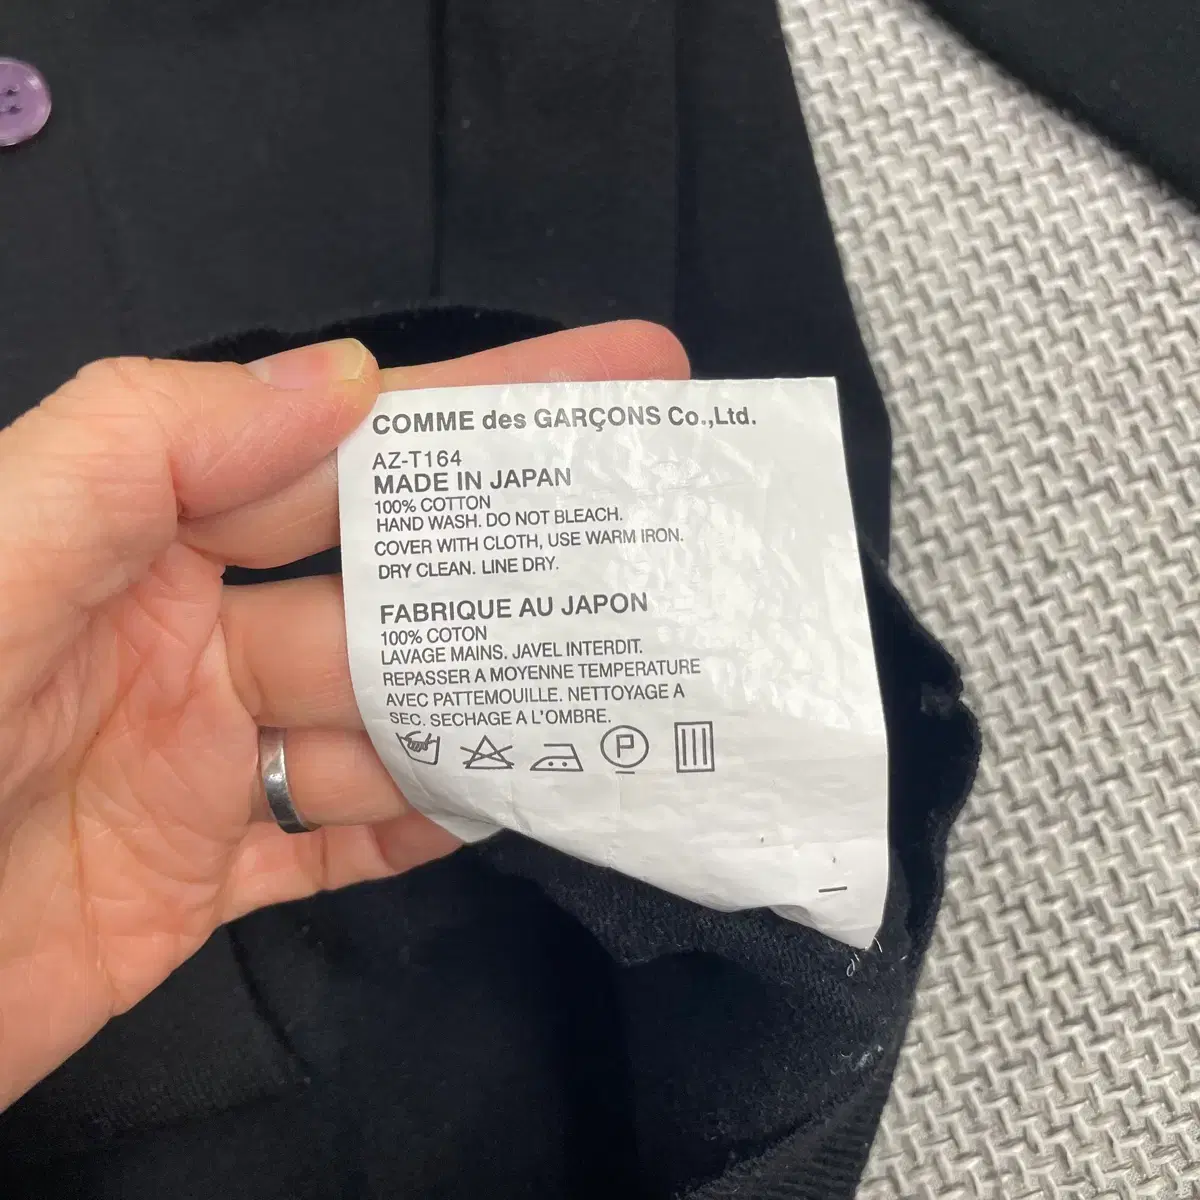 COMME des GARÇONS Co.,Ltd.
AZ-T164
MADE IN JAPAN
100% COTTON
HAND WASH. DO NOT BLEACH.
COVER WITH CLOTH, USE WARM IRON.
DRY CLEAN. LINE DRY.
FABRIQUE AU JAPON
100% COTON
LAVAGE MAINS. JAVEL INTERDIT.
REPASSER A MOYENNE TEMPERATURE
AVEC PATTEMOUILLE. NETTOYAGE A
SEC. SECHAGE A L'OMBRE.
P